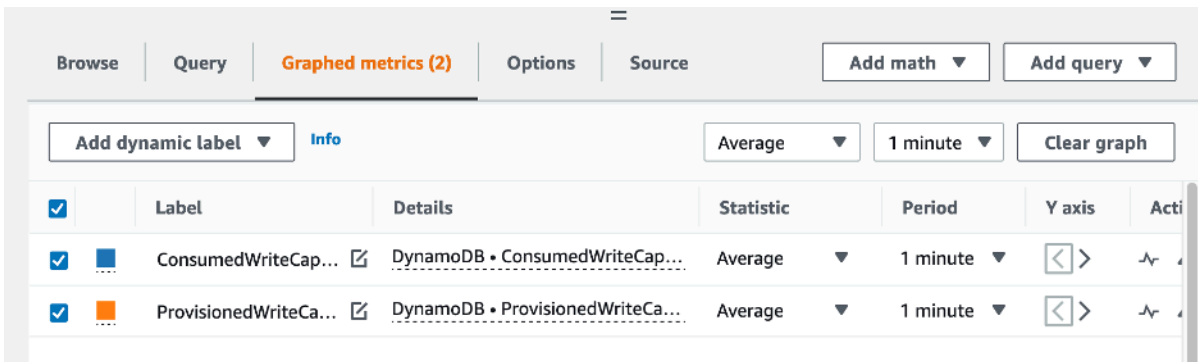 Browse Query Graphed metrics (2) Options Source Add math Add query
Add dynamic label Info Average 1 minute Clear graph
Label Details Statistic Period Y axis Acti
ConsumedWriteCap... DynamoDB • ConsumedWriteCap... Average 1 minute
ProvisionedWriteCa... DynamoDB • ProvisionedWriteCa... Average 1 minute